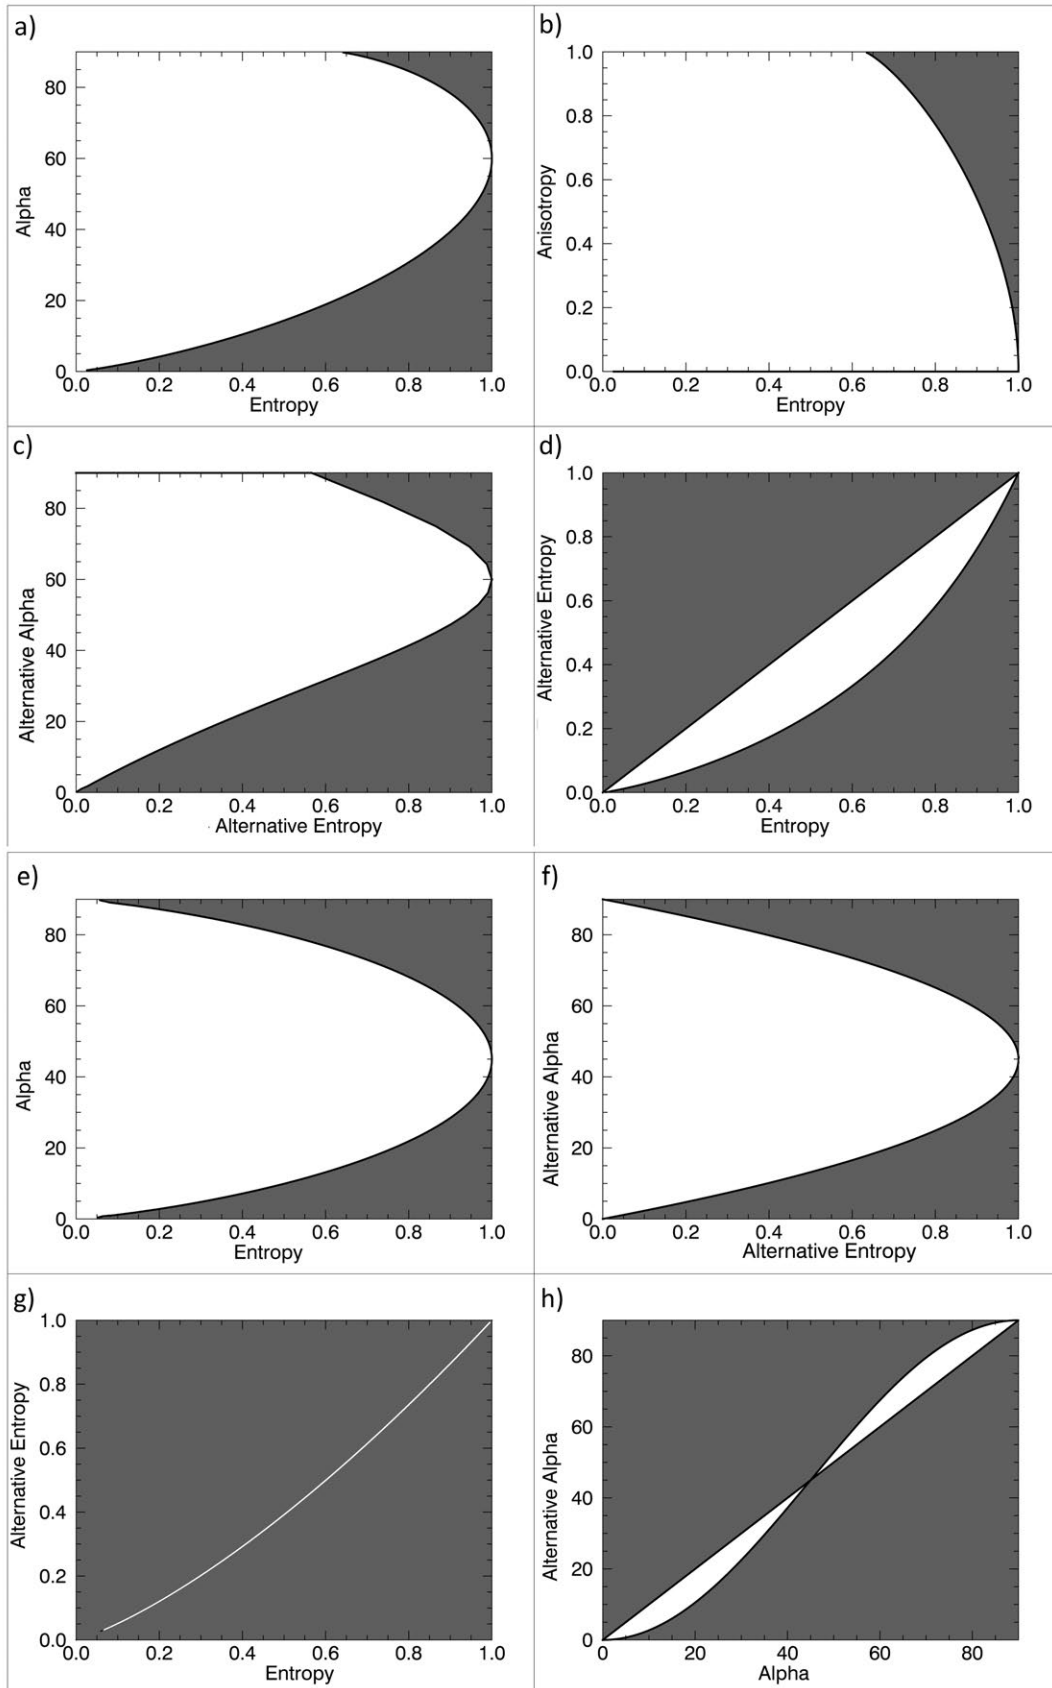 a)
80
60
40
20
0
Alpha
0.0 0.2 0.4 0.6 0.8 1.0
Entropy
b)
1.0
0.8
0.6
0.4
0.2
0.0
Anisotropy
0.0 0.2 0.4 0.6 0.8 1.0
Entropy
c)
80
60
40
20
0
Alternative Alpha
0.0 0.2 0.4 0.6 0.8 1.0
Alternative Entropy
d)
1.0
0.8
0.6
0.4
0.2
0.0
Alternative Entropy
0.0 0.2 0.4 0.6 0.8 1.0
Entropy
e)
80
60
40
20
0
Alpha
0.0 0.2 0.4 0.6 0.8 1.0
Entropy
f)
80
60
40
20
0
Alternative Alpha
0.0 0.2 0.4 0.6 0.8 1.0
Alternative Entropy
g)
1.0
0.8
0.6
0.4
0.2
0.0
Alternative Entropy
0.0 0.2 0.4 0.6 0.8 1.0
Entropy
h)
80
60
40
20
0
Alternative Alpha
0 20 40 60 80
Alpha